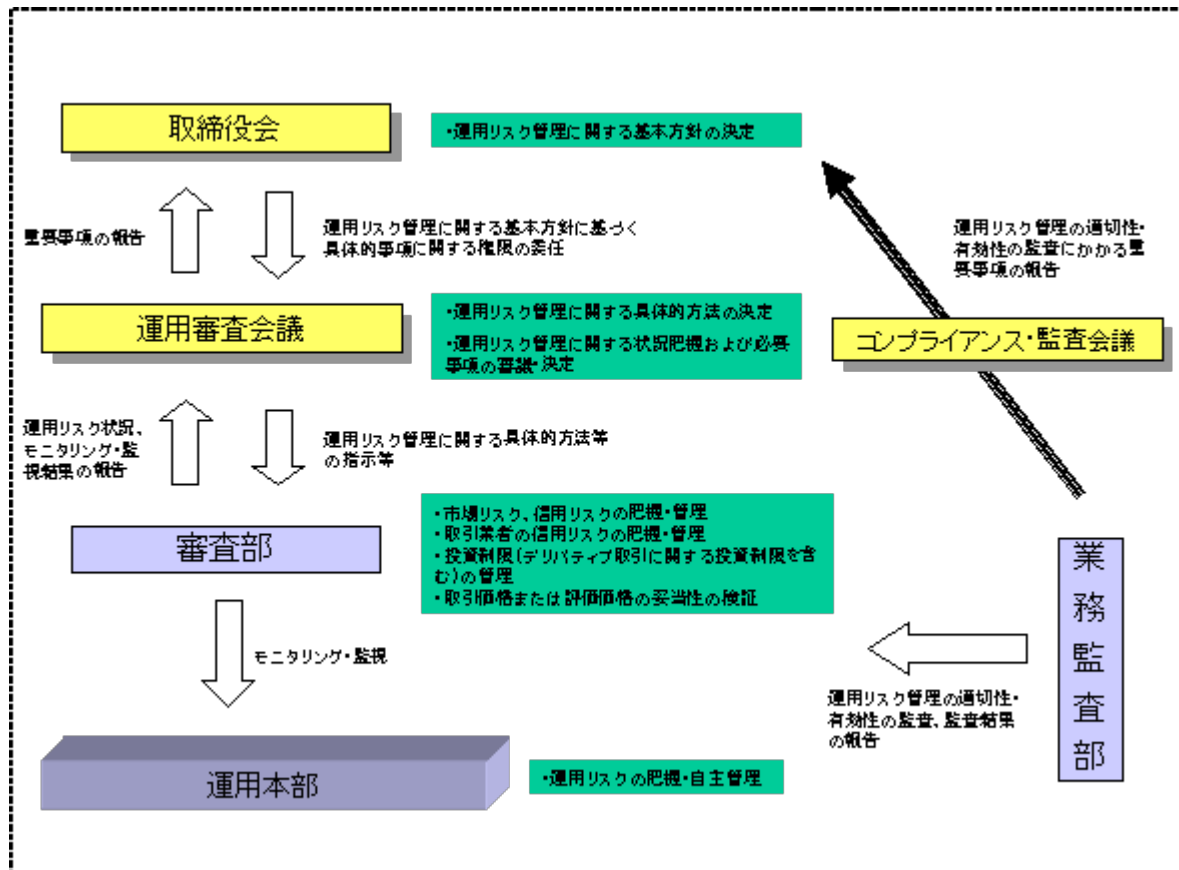 取締役会
・運用リスク管理に関する基本方針の決定
重要事項の報告
運用リスク管理に関する基本方針に基づく
具体的事項に関する権限の委任
運用リスク管理の適切性・
有効性の監査にかかる重
要事項の報告
運用審査会議
・運用リスク管理に関する具体的方法の決定
・運用リスク管理に関する状況把握および必要
事項の審議・決定
コンプライアンス・監査会議
運用リスク状況、
モニタリング・監
視結果の報告
運用リスク管理に関する具体的方法等
の指示等
審査部
・市場リスク、信用リスクの把握・管理
・取引業者の信用リスクの把握・管理
・投資制限(デリバティブ取引に関する投資制限を含
む)の管理
・取引価格または評価価格の妥当性の検証
業務監査部
モニタリング・監視
運用リスク管理の適切性・
有効性の監査、監査結果
の報告
運用本部
・運用リスクの把握・自主管理